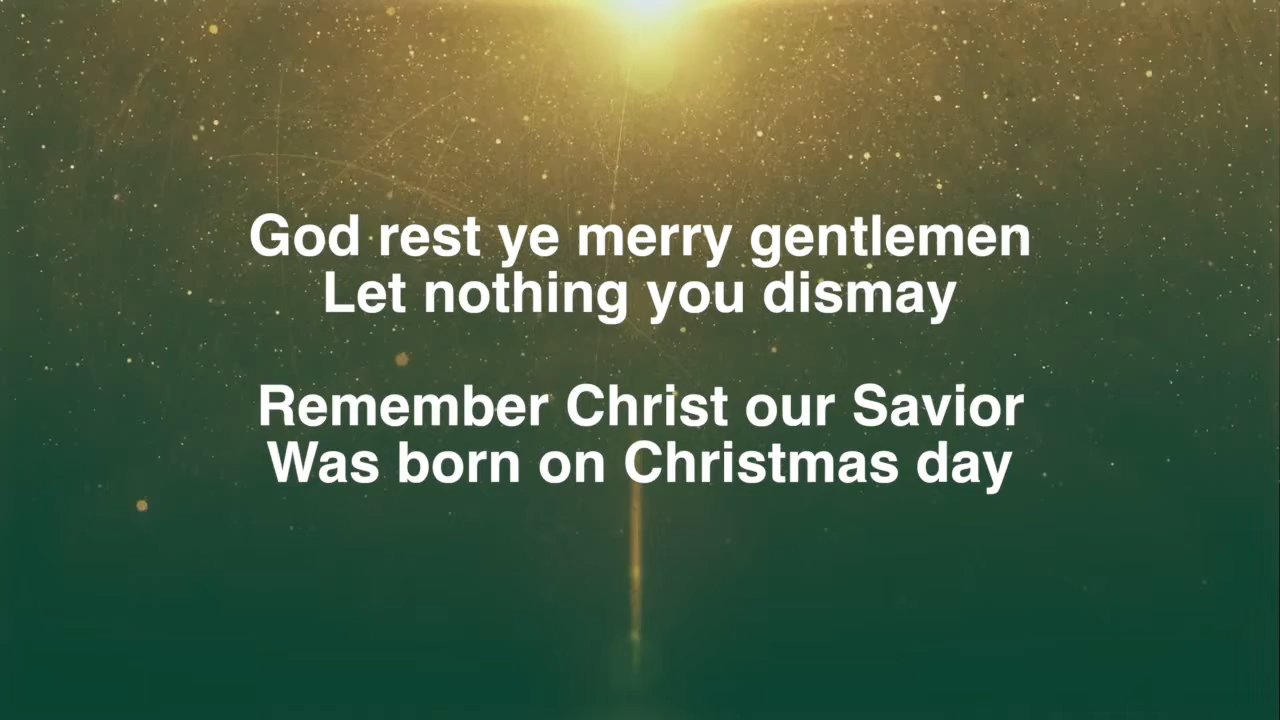 God rest ye merry gentlemen
Let nothing you dismay
Remember Christ our Savior
Was born on Christmas day